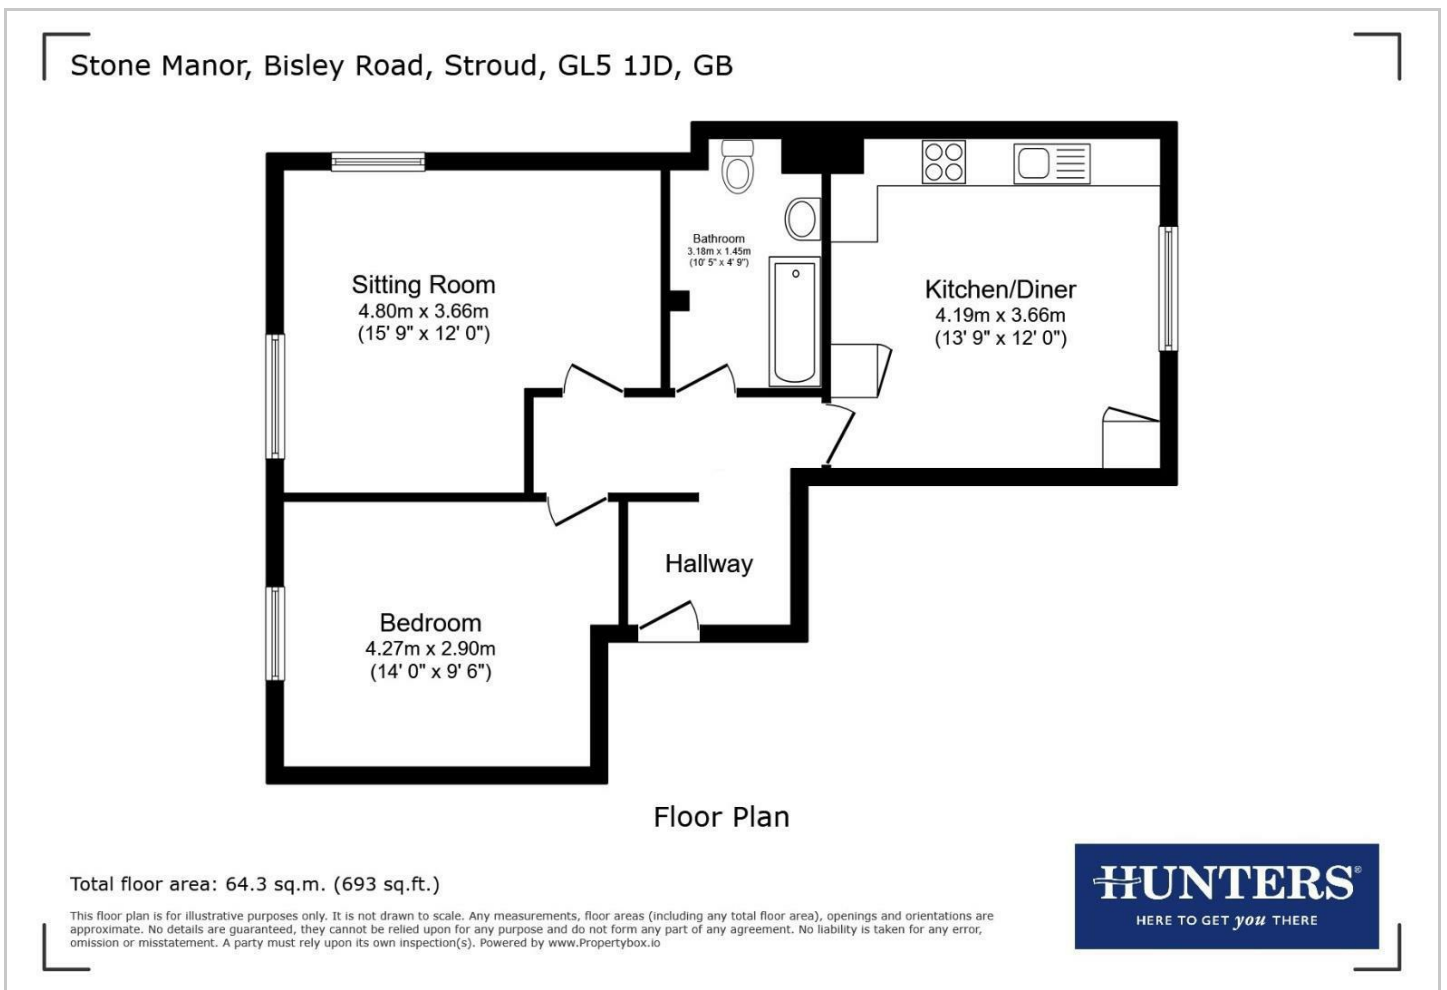 Stone Manor, Bisley Road, Stroud, GL5 1JD, GB
Bathroom
3.18m x 1.45m
(10' 5" x 4' 9")
Sitting Room
4.80m x 3.66m
(15' 9" x 12' 0")
Kitchen/Diner
4.19m x 3.66m
(13' 9" x 12' 0")
Hallway
Bedroom
4.27m x 2.90m
(14' 0" x 9' 6")
Floor Plan
Total floor area: 64.3 sq.m. (693 sq.ft.)
This floor plan is for illustrative purposes only. It is not drawn to scale. Any measurements, floor areas (including any total floor area), openings and orientations are
approximate. No details are guaranteed, they cannot be relied upon for any purpose and do not form any part of any agreement. No liability is taken for any error,
omission or misstatement. A party must rely upon its own inspection(s). Powered by www.Propertybox.io
HUNTERS®
HERE TO GET you THERE